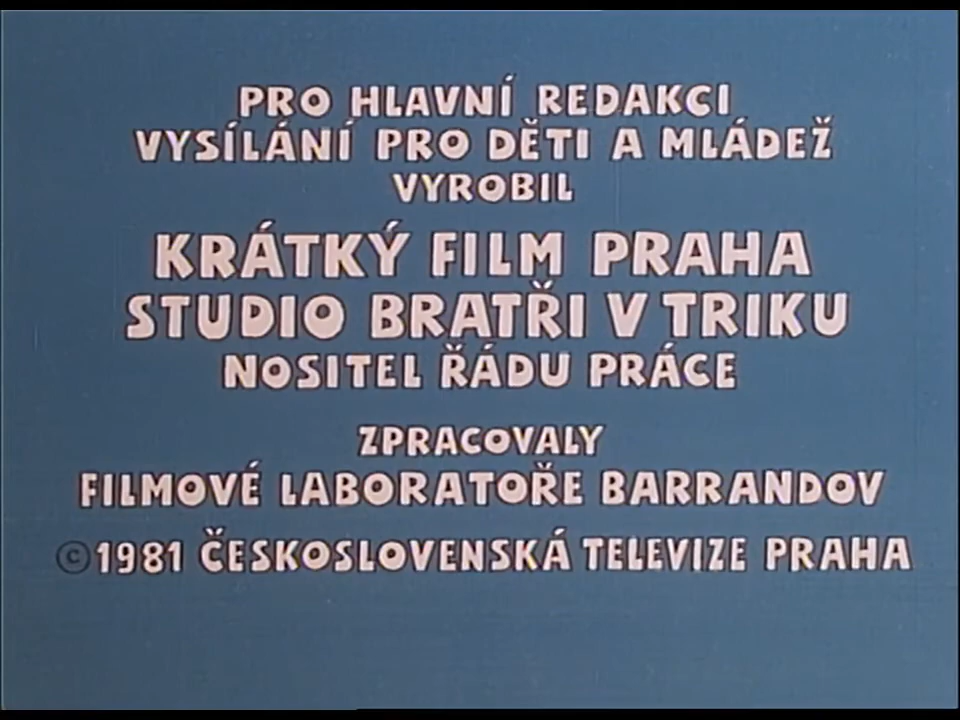 PRO HLAVNÍ REDAKCI
VYSÍLÁNÍ PRO DĚTI A MLÁDEŽ
VYROBIL
KRÁTKÝ FILM PRAHA
STUDIO BRATŘI V TRIKU
NOSITEL ŘÁDU PRÁCE
ZPRACOVALY
FILMOVÉ LABORATOŘE BARRANDOV
©1981 ČESKOSLOVENSKÁ TELEVIZE PRAHA